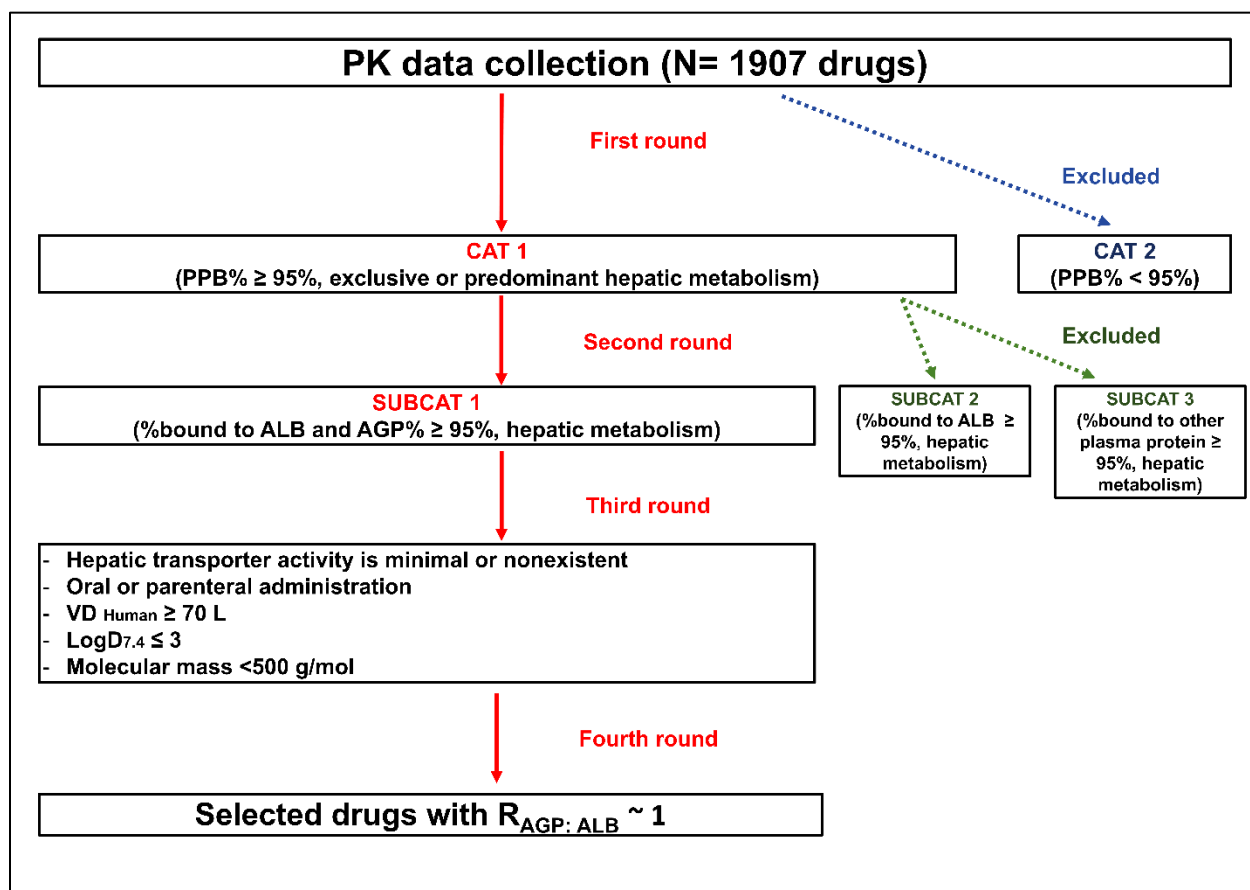 PK data collection (N= 1907 drugs)
First round
Excluded
CAT 1
(PPB% ≥ 95%, exclusive or predominant hepatic metabolism)
CAT 2
(PPB% < 95%)
Second round
Excluded
SUBCAT 1
(%bound to ALB and AGP% ≥ 95%, hepatic metabolism)
SUBCAT 2
(%bound to ALB ≥
95%, hepatic
metabolism)
SUBCAT 3
(%bound to other
plasma protein ≥
95%, hepatic
metabolism)
Third round
- Hepatic transporter activity is minimal or nonexistent
- Oral or parenteral administration
- VD Human ≥ 70 L
- LogD7.4 ≤ 3
- Molecular mass <500 g/mol
Fourth round
Selected drugs with RAGP: ALB ~ 1